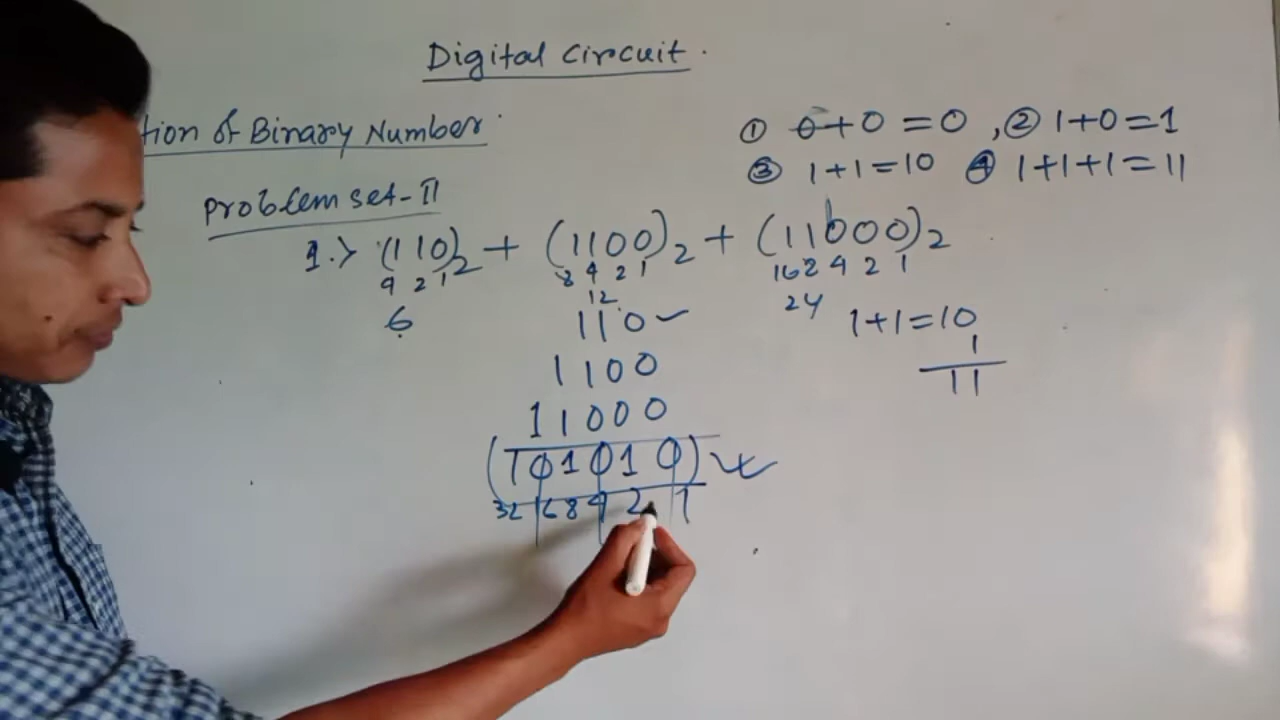 Digital Circuit.
tion of Binary Number
① 0+0=0, ② 1+0=1
③ 1+1=10 ④ 1+1+1=11
Problem set-II
1.> (110)2 + (1100)2 + (11000)2
4 2 1 8 4 2 1 16 8 4 2 1
6 12 24
110
1100
11000
(101010)
32 16 8 4 2 1
1+1=10
1
11